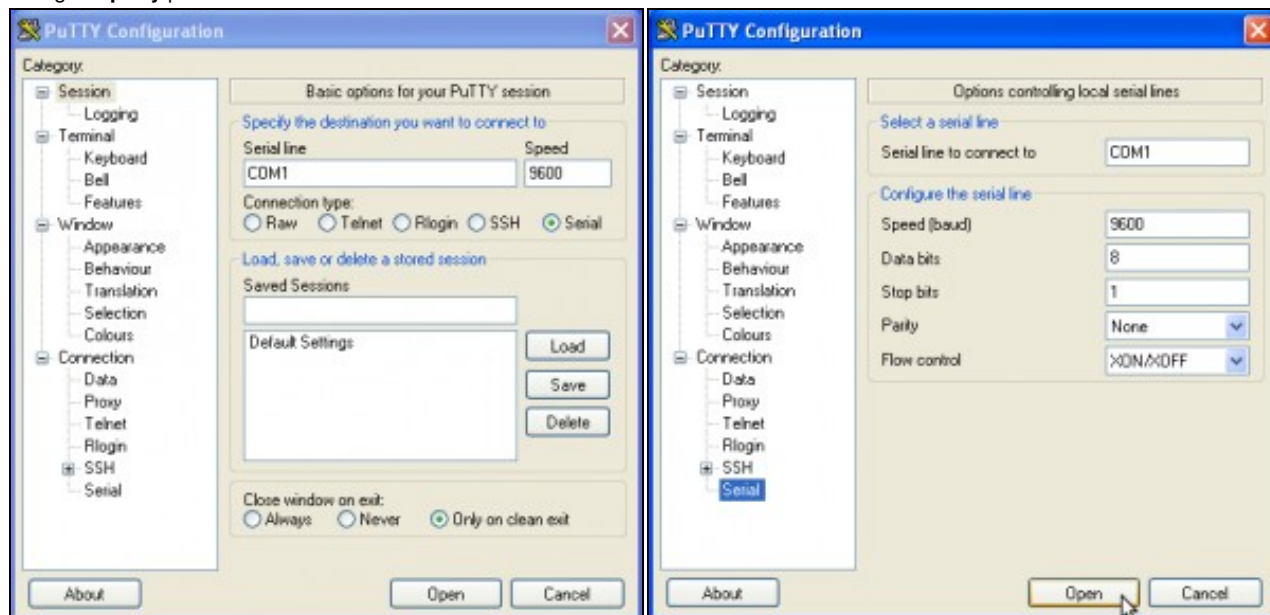 PuTTY Configuration
Category:
Session
Logging
Terminal
Keyboard
Bell
Features
Window
Appearance
Behaviour
Translation
Selection
Colours
Connection
Data
Proxy
Telnet
Rlogin
SSH
Serial
Basic options for your PuTTY session
Specify the destination you want to connect to
Serial line Speed
COM1 9600
Connection type:
Raw Telnet Rlogin SSH Serial
Load, save or delete a stored session
Saved Sessions
Default Settings
Load
Save
Delete
Close window on exit:
Always Never Only on clean exit
About Open Cancel
PuTTY Configuration
Category:
Session
Logging
Terminal
Keyboard
Bell
Features
Window
Appearance
Behaviour
Translation
Selection
Colours
Connection
Data
Proxy
Telnet
Rlogin
SSH
Serial
Options controlling local serial lines
Select a serial line
Serial line to connect to COM1
Configure the serial line
Speed (baud) 9600
Data bits 8
Stop bits 1
Parity None
Flow control XON/XOFF
About Open Cancel